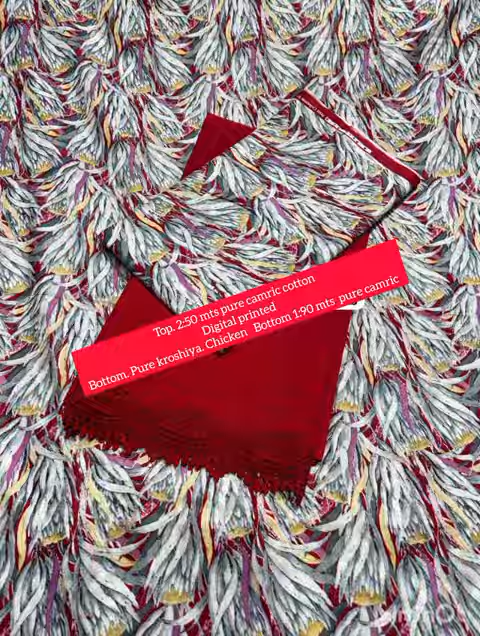 Top. 2:50 mts pure camric cotton
Digital printed
Bottom. Pure kroshiya. Chicken Bottom 1:90 mts pure camric